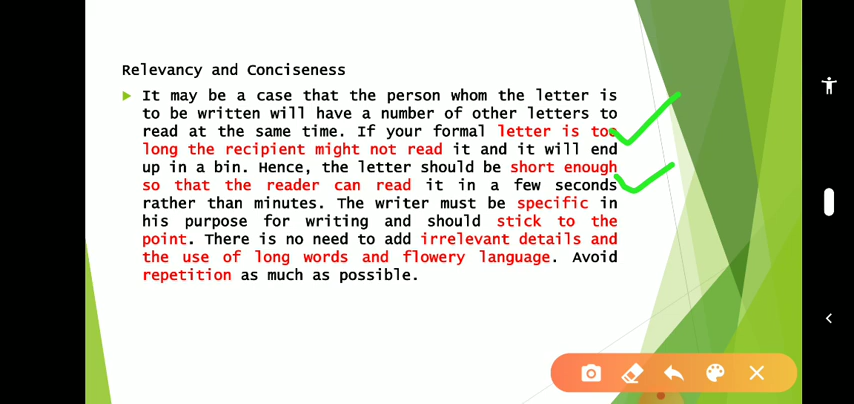 Relevancy and Conciseness
It may be a case that the person whom the letter is
to be written will have a number of other letters to
read at the same time. If your formal letter is too
long the recipient might not read it and it will end
up in a bin. Hence, the letter should be short enough
so that the reader can read it in a few seconds
rather than minutes. The writer must be specific in
his purpose for writing and should stick to the
point. There is no need to add irrelevant details and
the use of long words and flowery language. Avoid
repetition as much as possible.